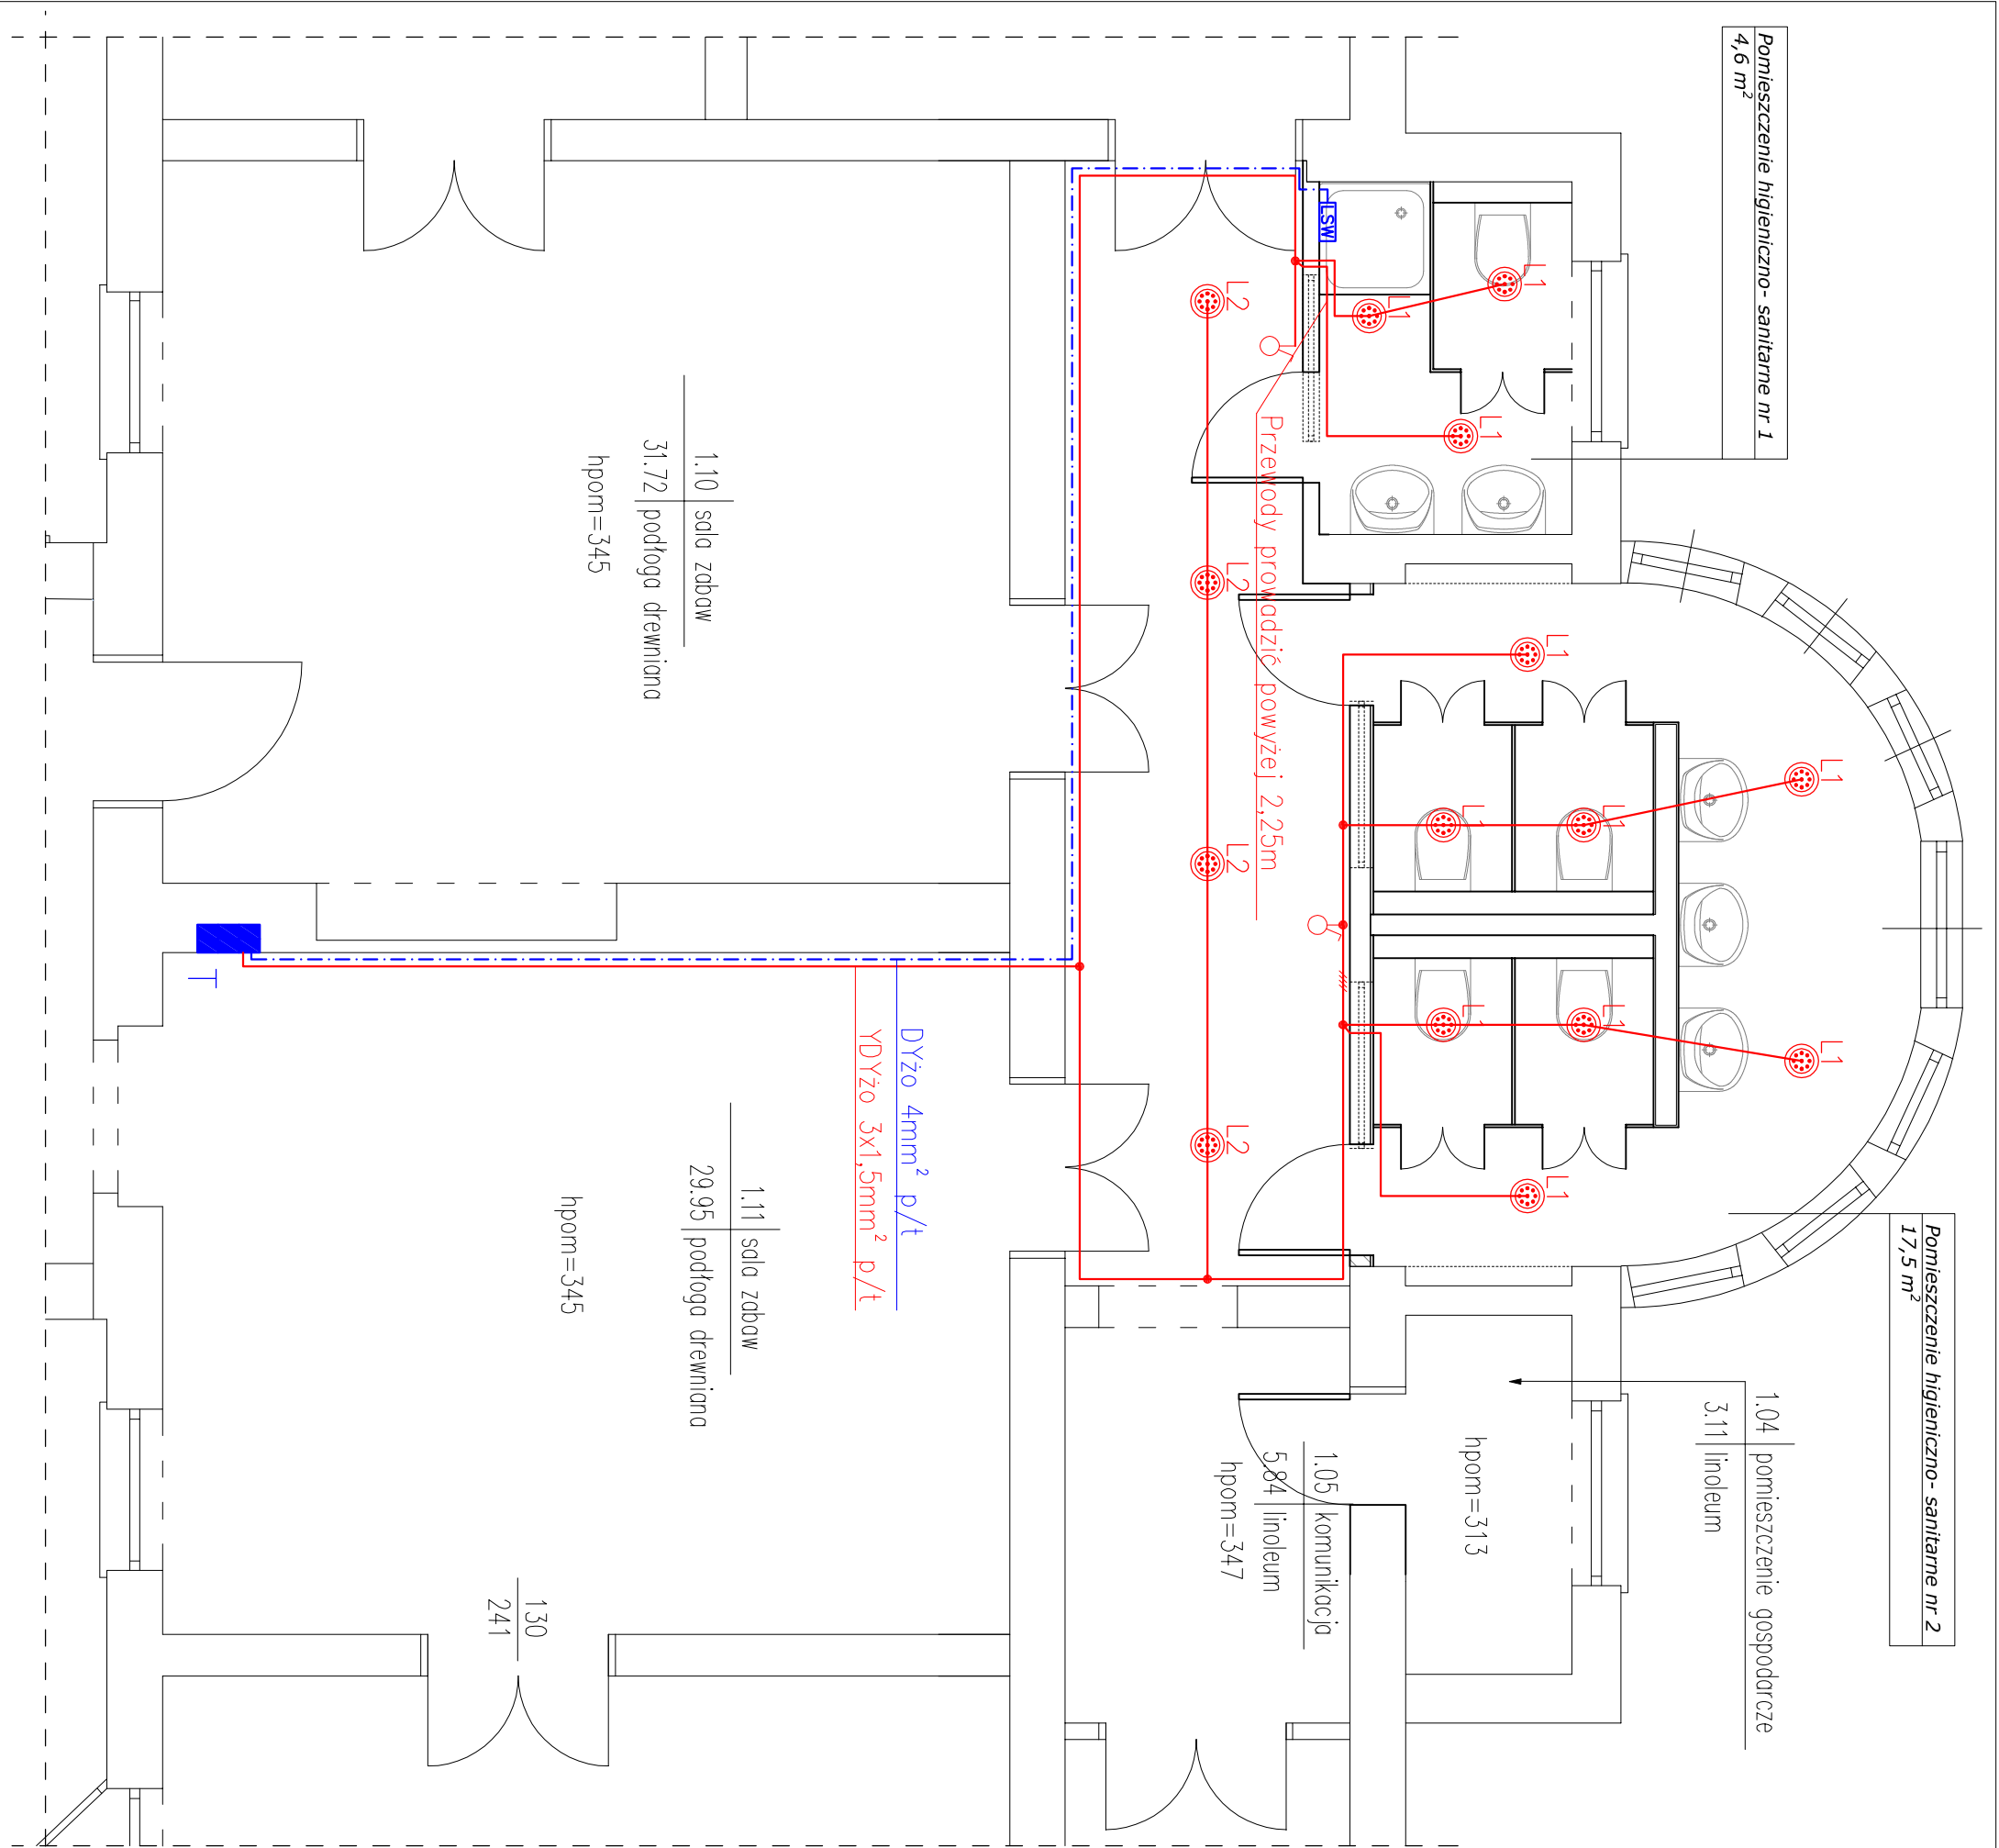 Pomieszczenie higieniczno- sanitarne nr 1
4,6 m²
Pomieszczenie higieniczno- sanitarne nr 2
17,5 m²
1.04 pomieszczenie gospodarcze
3.11 linoleum
hpom=313
1.05 komunikacja
5.84 linoleum
hpom=347
LSW
L1
L1
L1
L1
L1
L1
L1
L1
L1
L1
L1
L2
L2
L2
L2
Przewody prowadzić powyżej 2,25m
DYżo 4mm² p/t
YDYżo 3x1,5mm² p/t
1.10 sala zabaw
31.72 podłoga drewniana
hpom=345
1.11 sala zabaw
29.95 podłoga drewniana
hpom=345
130
241
T